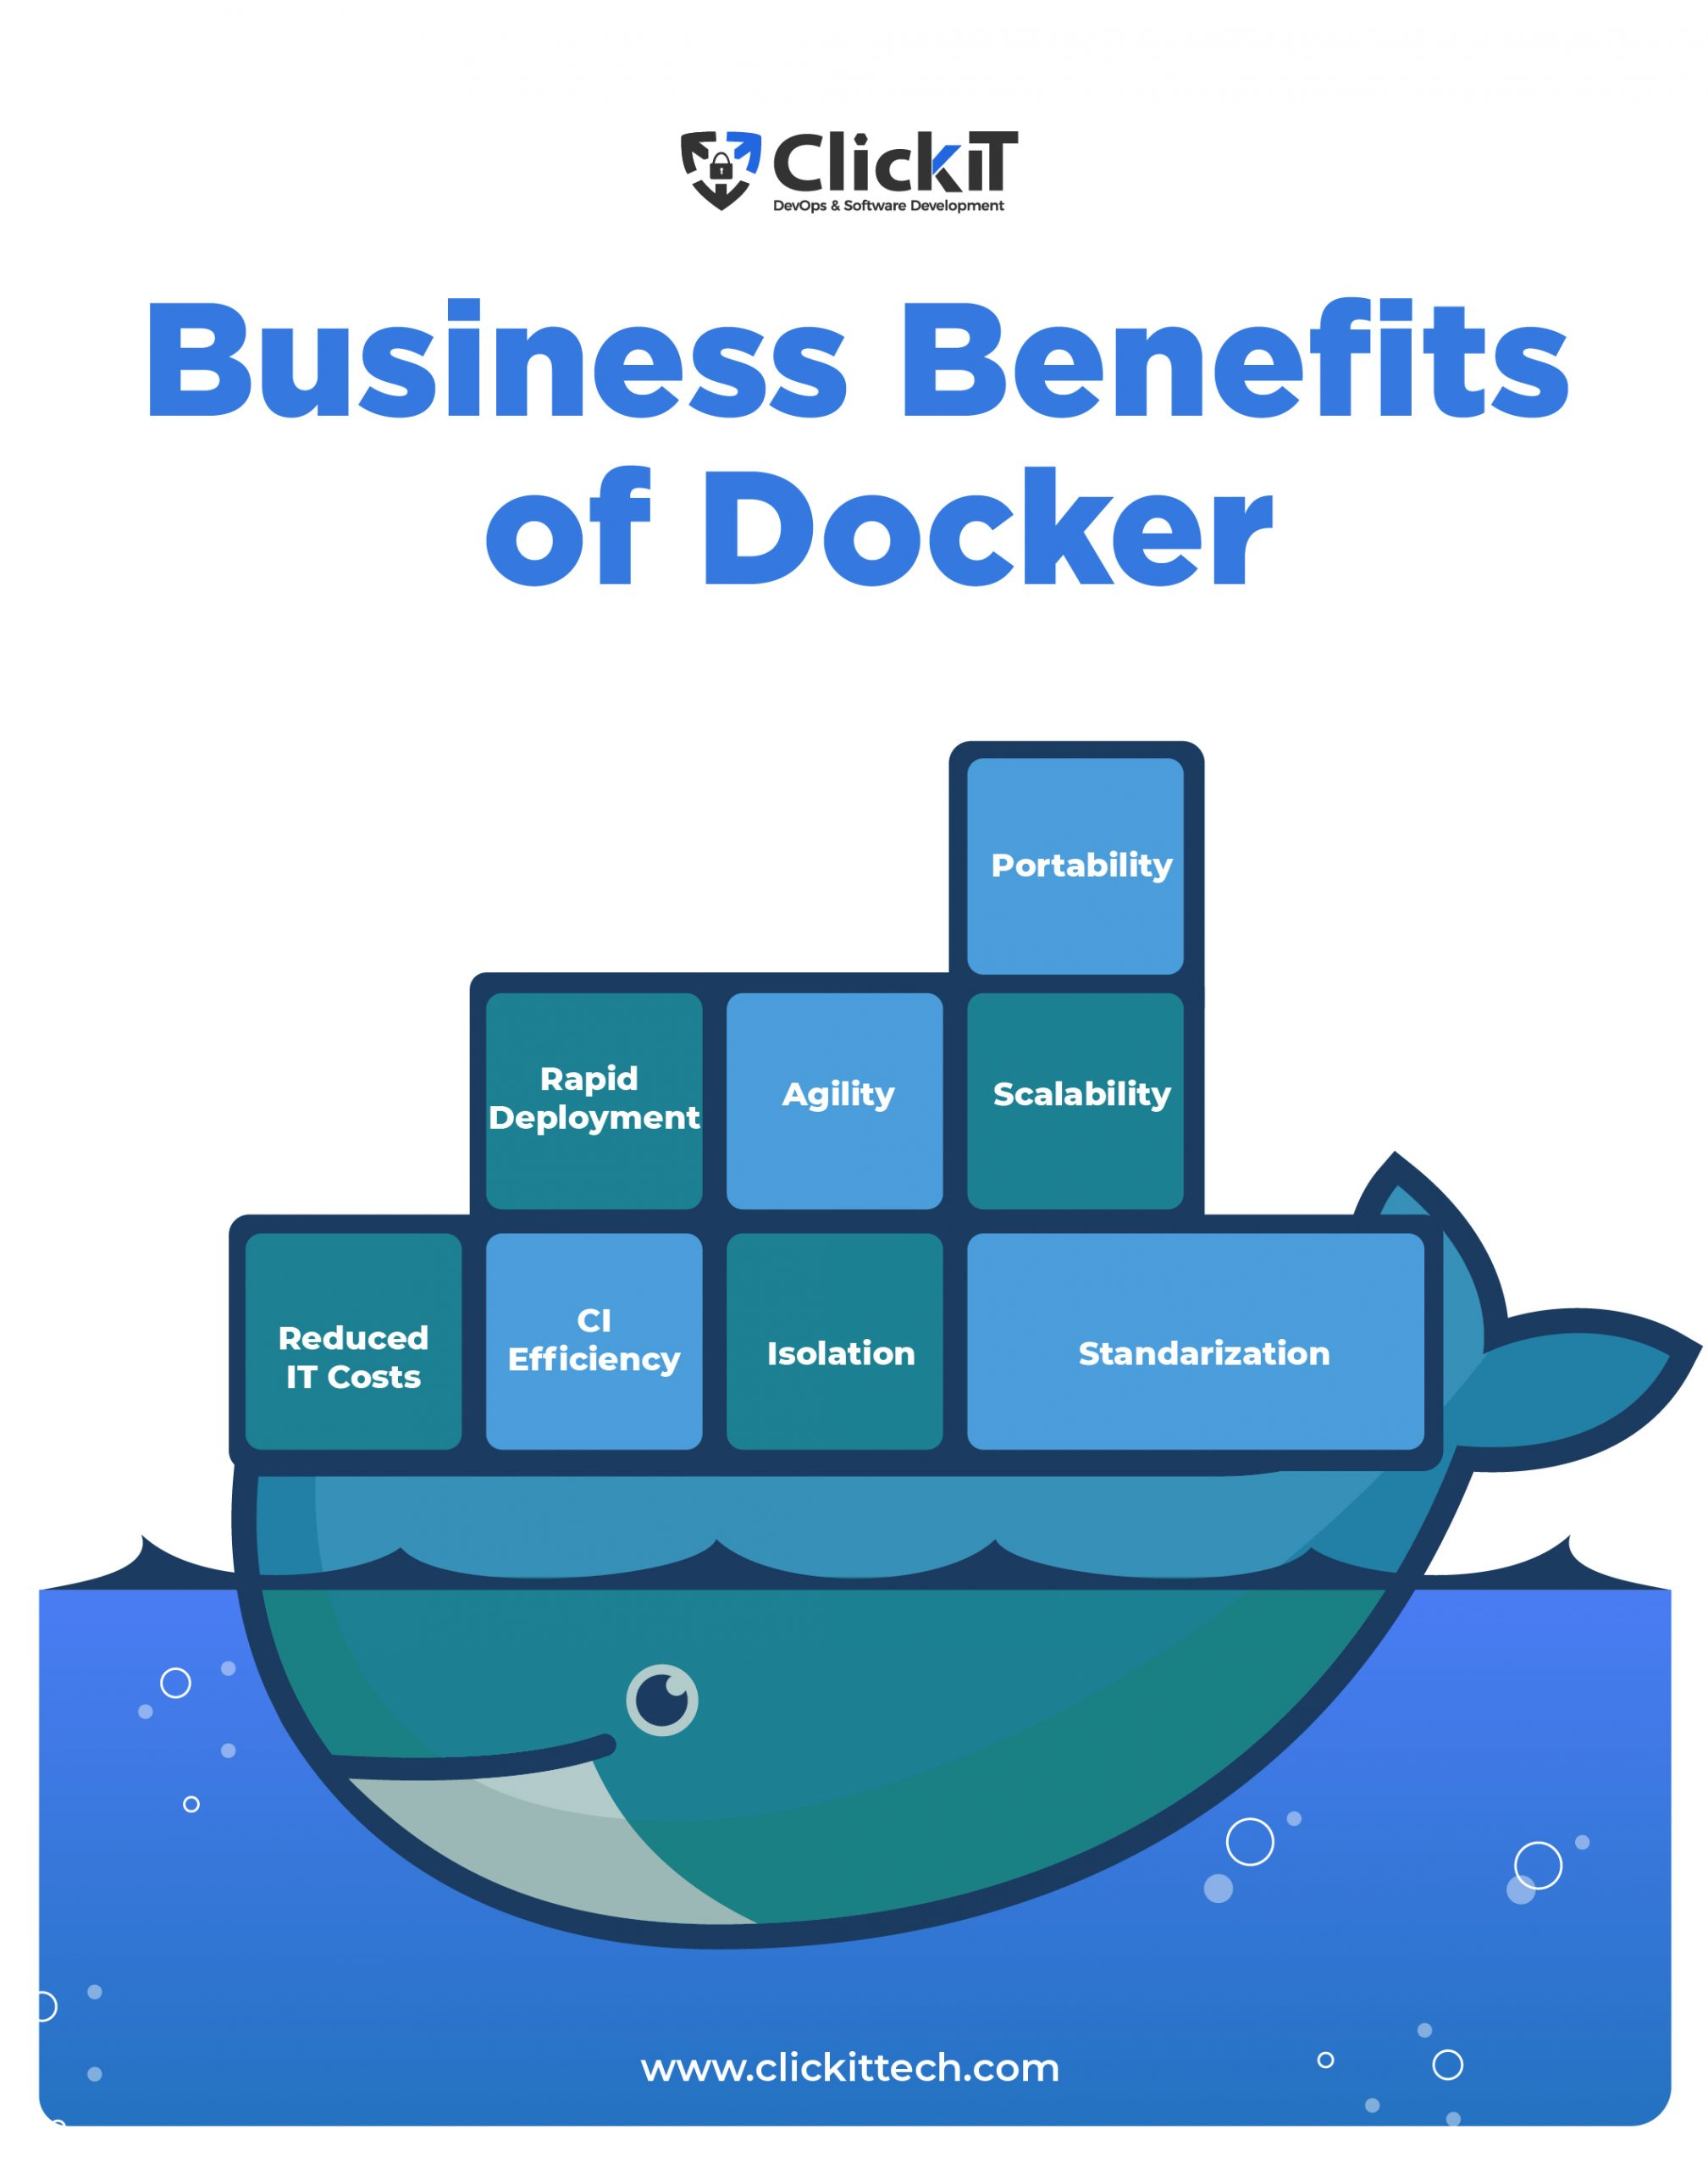 ClickiT
DevOps & Software Development
Business Benefits
of Docker
Portability
Rapid
Deployment
Agility
Scalability
Reduced
IT Costs
CI
Efficiency
Isolation
Standarization
www.clickittech.com